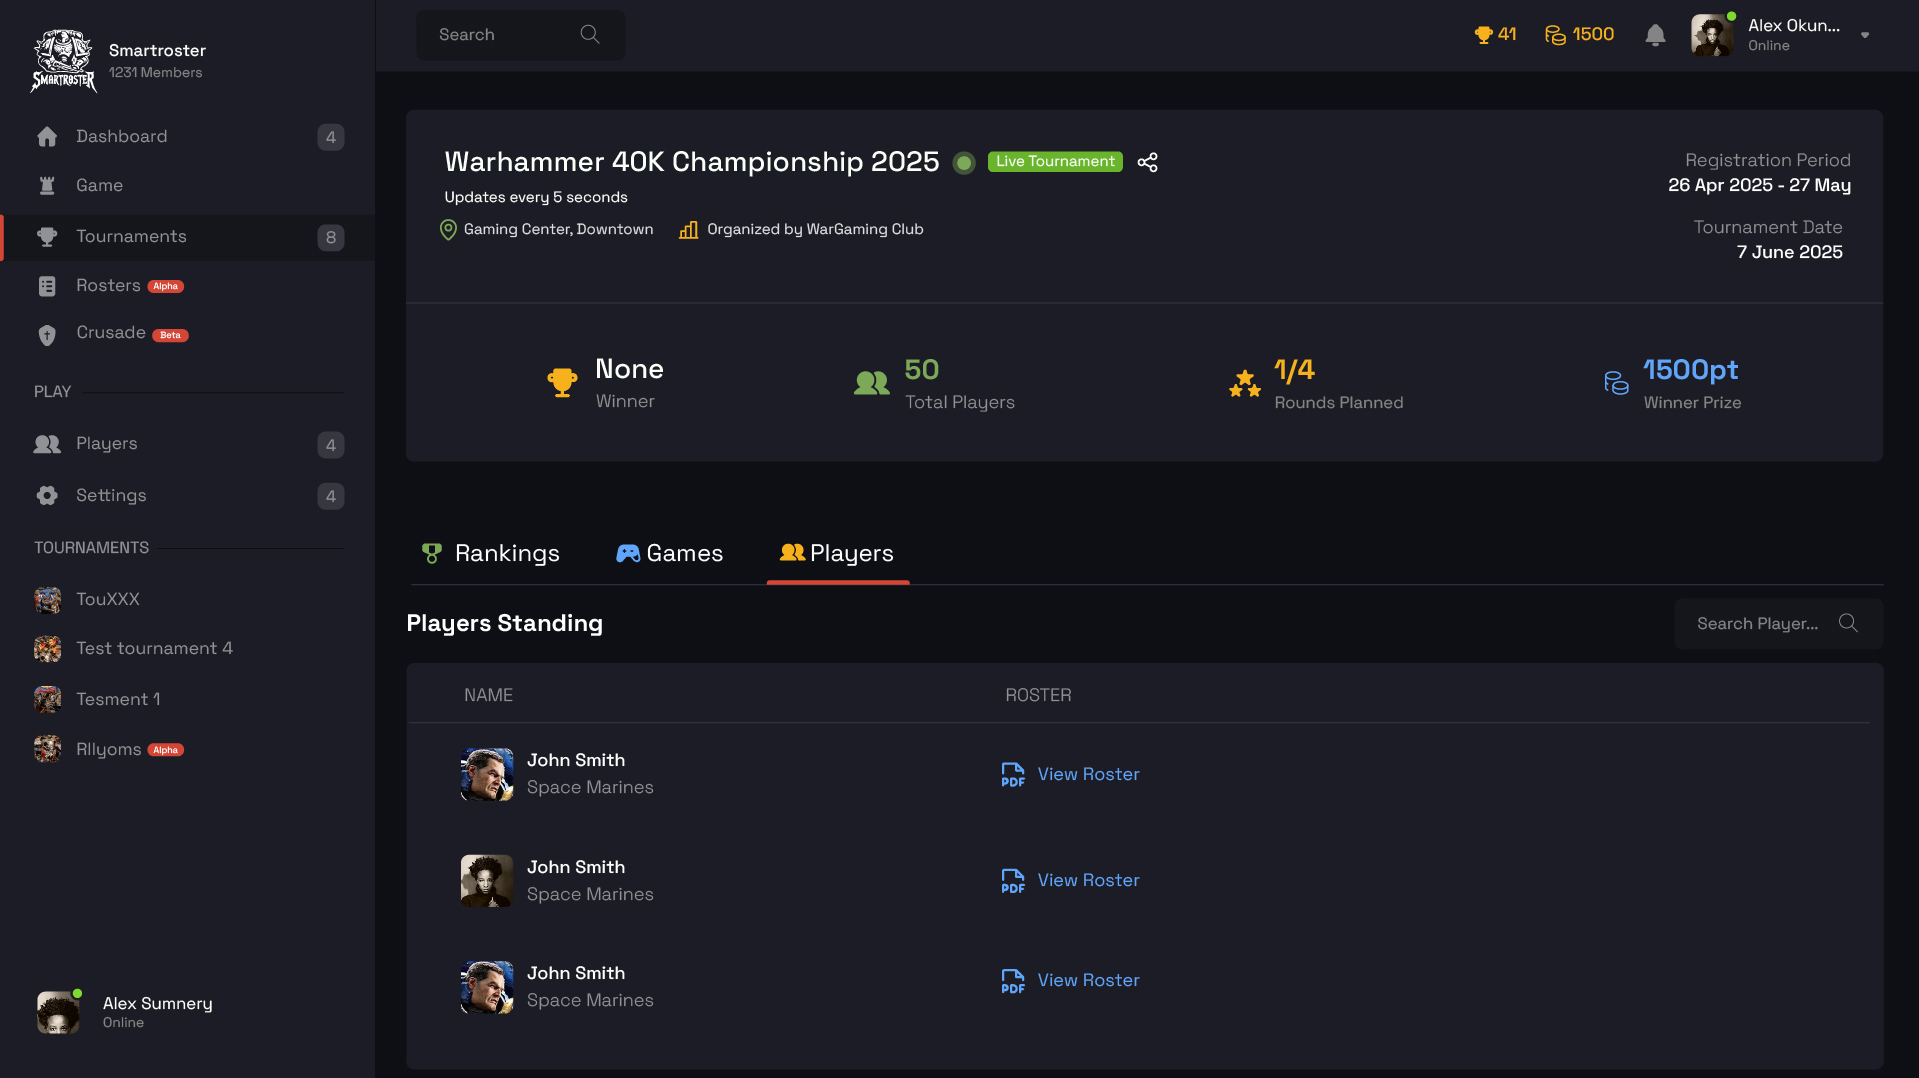 SMARTROSTER
Smartroster
1231 Members
Dashboard 4
Game
Tournaments 8
Rosters Alpha
Crusade Beta
PLAY
Players 4
Settings 4
TOURNAMENTS
TouXXX
Test tournament 4
Tesment 1
Rllyoms Alpha
Alex Sumnery
Online
Search
41
1500
Alex Okun...
Online
Warhammer 40K Championship 2025 Live Tournament
Updates every 5 seconds
Gaming Center, Downtown Organized by WarGaming Club
Registration Period
26 Apr 2025 - 27 May
Tournament Date
7 June 2025
None
Winner
50
Total Players
1/4
Rounds Planned
1500pt
Winner Prize
Rankings Games Players
Players Standing
Search Player...
NAME ROSTER
John Smith
Space Marines
PDF View Roster
John Smith
Space Marines
PDF View Roster
John Smith
Space Marines
PDF View Roster